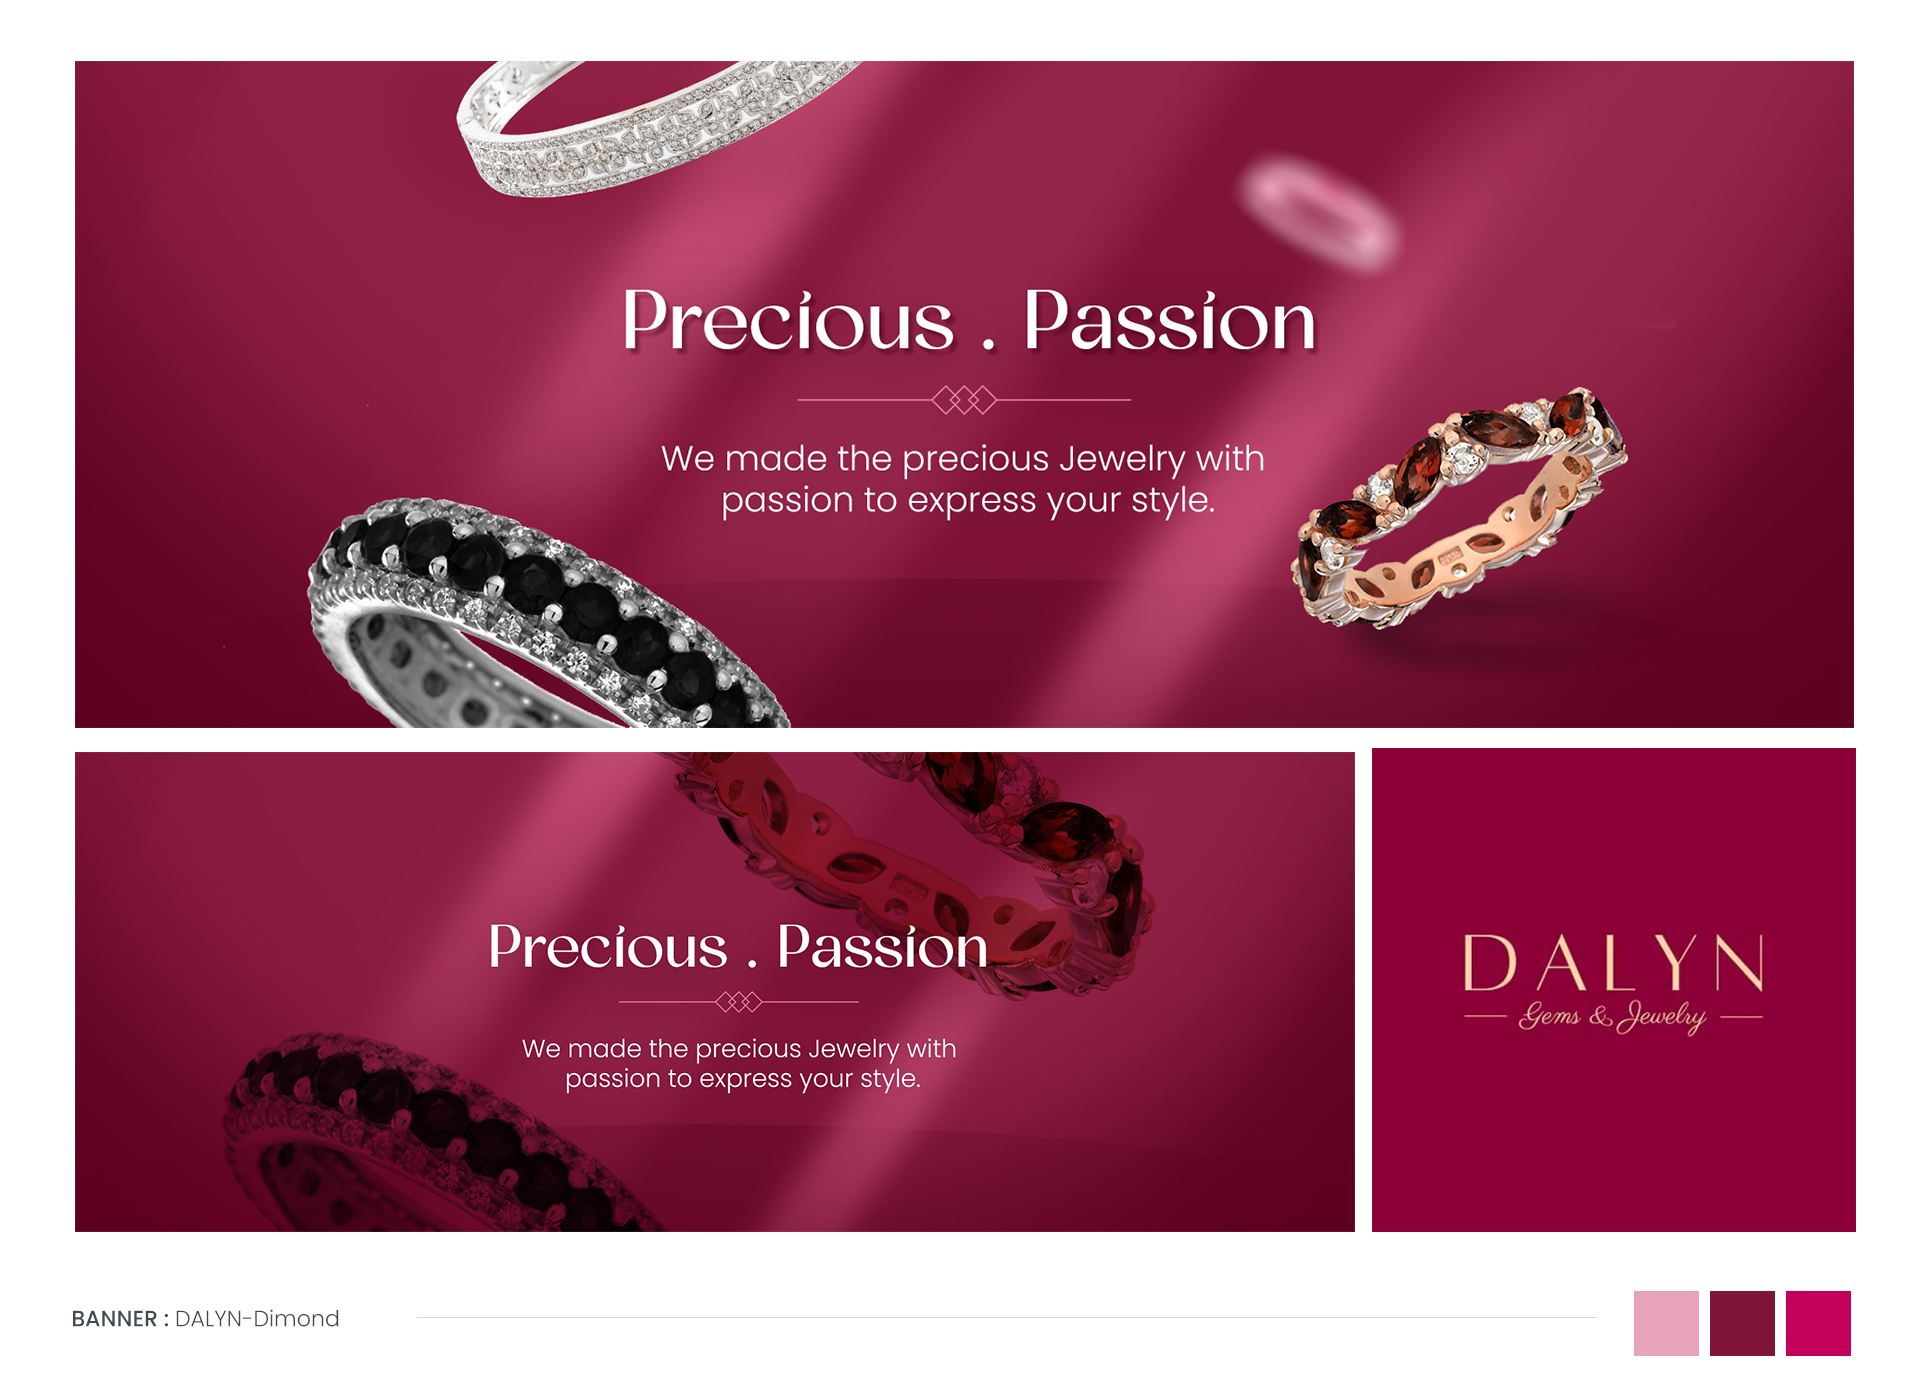 Precious . Passion
We made the precious Jewelry with
passion to express your style.
Precious . Passion
We made the precious Jewelry with
passion to express your style.
DALYN
Gems & Jewelry
BANNER : DALYN-Dimond